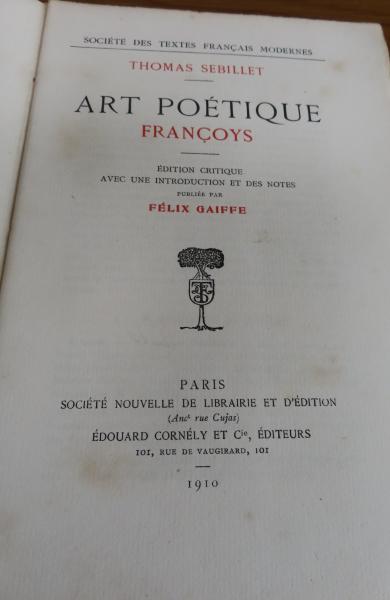 SOCIÉTÉ DES TEXTES FRANÇAIS MODERNES
THOMAS SEBILLET
ART POÉTIQUE
FRANÇOYS
ÉDITION CRITIQUE
AVEC UNE INTRODUCTION ET DES NOTES
PUBLIÉE PAR
FÉLIX GAIFFE
PARIS
SOCIÉTÉ NOUVELLE DE LIBRAIRIE ET D'ÉDITION
(Anct rue Cujas)
ÉDOUARD CORNÉLY ET Cie, ÉDITEURS
101, RUE DE VAUGIRARD, 101
1910